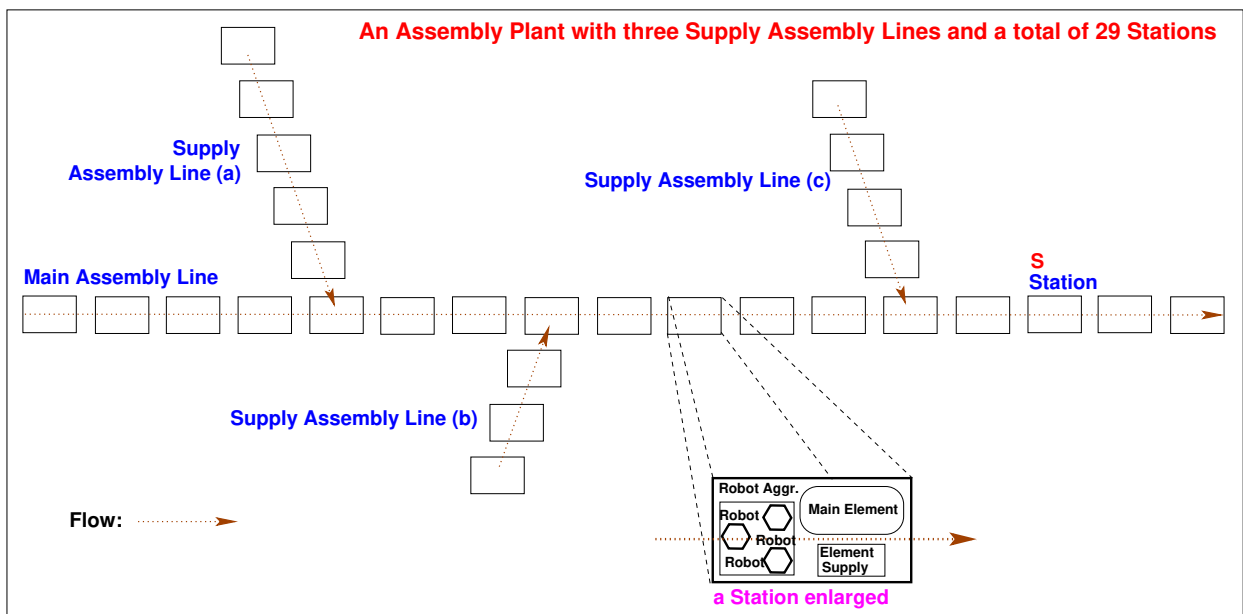 An Assembly Plant with three Supply Assembly Lines and a total of 29 Stations
Supply
Assembly Line (a)
Supply Assembly Line (c)
Main Assembly Line
S
Station
Supply Assembly Line (b)
Flow:
Robot Aggr.
Main Element
Robot
Robot
Robot
Element
Supply
a Station enlarged